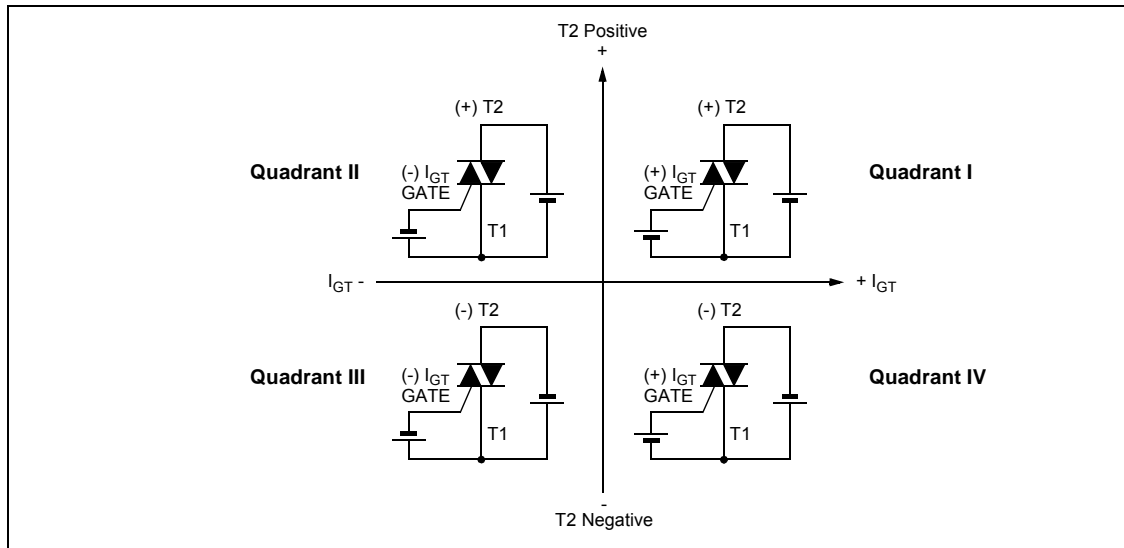 T2 Positive
+
(+) T2
(+) T2
Quadrant II
(-) IGT
GATE
T1
(+) IGT
GATE
T1
Quadrant I
IGT -
+ IGT
(-) T2
(-) T2
Quadrant III
(-) IGT
GATE
T1
(+) IGT
GATE
T1
Quadrant IV
-
T2 Negative